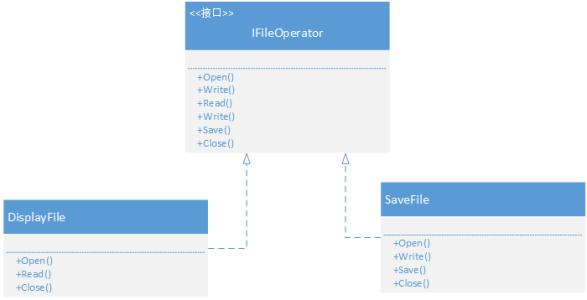 <<接口>>
IFileOperator
+Open()
+Write()
+Read()
+Write()
+Save()
+Close()
DisplayFile
+Open()
+Read()
+Close()
SaveFile
+Open()
+Write()
+Save()
+Close()